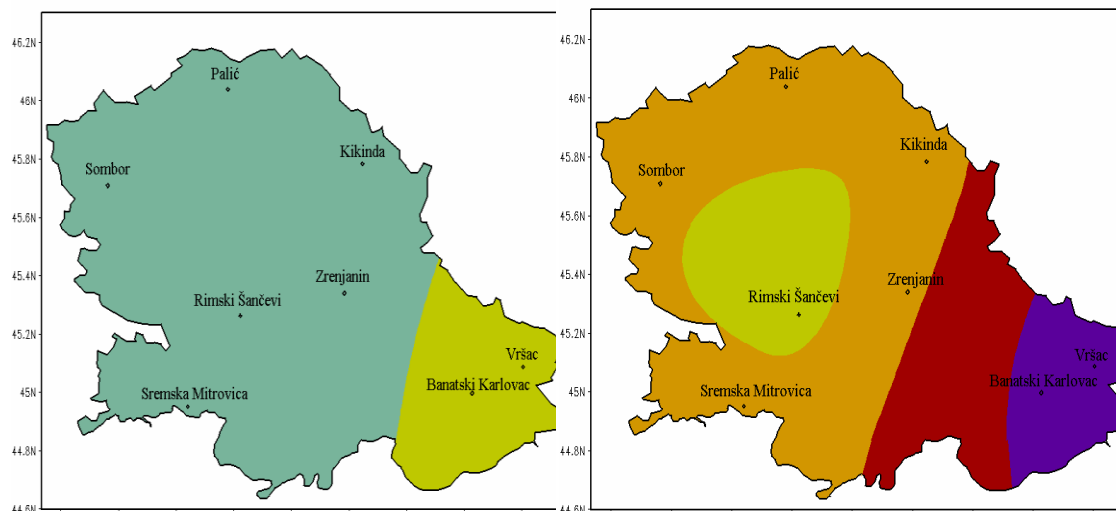 46.2N
Palić
46N
Kikinda
45.8N
Sombor
45.6N
45.4N
Zrenjanin
Rimski Šančevi
45.2N
Vršac
Banatski Karlovac
45N
Sremska Mitrovica
44.8N
44.6N
46.2N
Palić
46N
Kikinda
45.8N
Sombor
45.6N
45.4N
Zrenjanin
Rimski Šančevi
45.2N
Vršac
Banatski Karlovac
45N
Sremska Mitrovica
44.8N
44.6N